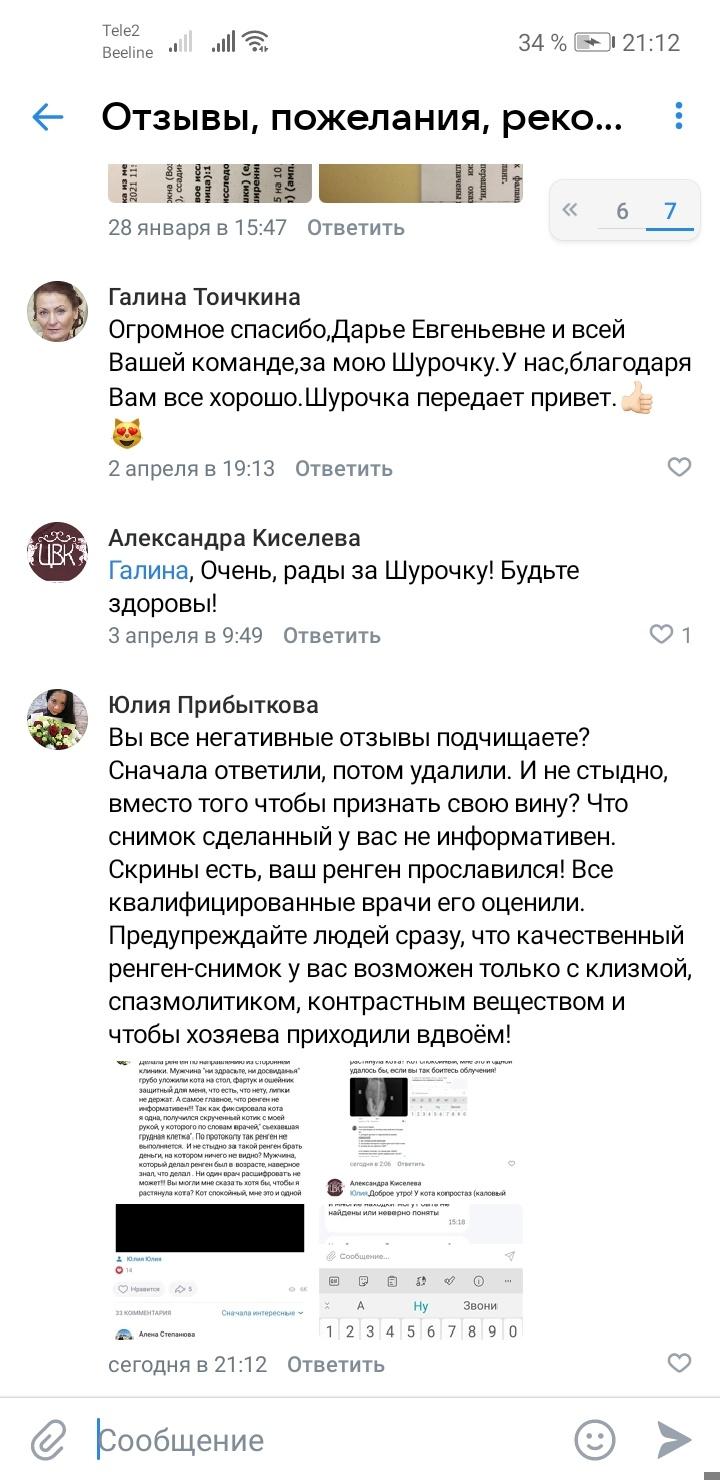 Tele2
Beeline
34 %
21:12
Отзывы, пожелания, реко...
28 января в 15:47 Ответить
« 6 7
Галина Тоичкина
Огромное спасибо,Дарье Евгеньевне и всей
Вашей команде,за мою Шурочку.У нас,благодаря
Вам все хорошо.Шурочка передает привет.👍🏻
😻
2 апреля в 19:13 Ответить
ЦВК
Александра Киселева
Галина, Очень, рады за Шурочку! Будьте
здоровы!
3 апреля в 9:49 Ответить
1
Юлия Прибыткова
Вы все негативные отзывы подчищаете?
Сначала ответили, потом удалили. И не стыдно,
вместо того чтобы признать свою вину? Что
снимок сделанный у вас не информативен.
Скрины есть, ваш ренген прославился! Все
квалифицированные врачи его оценили.
Предупреждайте людей сразу, что качественный
ренген-снимок у вас возможен только с клизмой,
спазмолитиком, контрастным веществом и
чтобы хозяева приходили вдвоём!
делала ренген по направлению из сторонней
клиники. Мужчина "ни здрасьте, ни досвиданья"
грубо уложили кота на стол, фартук и ошейник
защитный для меня, что есть, что нету, липки
не держат. А самое главное, что ренген не
информативен!!! Так как фиксировала кота
я одна, получился скрученный котик с моей
рукой, у которого по словам врачей," съехавшая
грудная клетка". По протоколу так ренген не
выполняется. И не стыдно за такой ренген брать
деньги, на котором ничего не видно? Мужчина,
который делал ренген был в возрасте, наверное
знал, что делал . Ни один врач расшифровать не
может!!! Вы могли мне сказать хотя бы, чтобы я
растянула кота? Кот спокойный, мне это и одной
Юлия Юлия
14
Нравится
5
6K
33 КОММЕНТАРИЯ Сначала интересные
Алена Степанова
растянула кота? Кот спокойный, мне это и одной
удалось бы, если вы так боитесь облучения!
сегодня в 2:06 Ответить
Александра Киселева
Юлия,Доброе утро! У кота копростаз (каловый
и многие находки могут быть не
найдены или неверно поняты
15:18
Сообщение...
А Ну Звони
1 2 3 4 5 6 7 8 9 0
сегодня в 21:12 Ответить
Сообщение